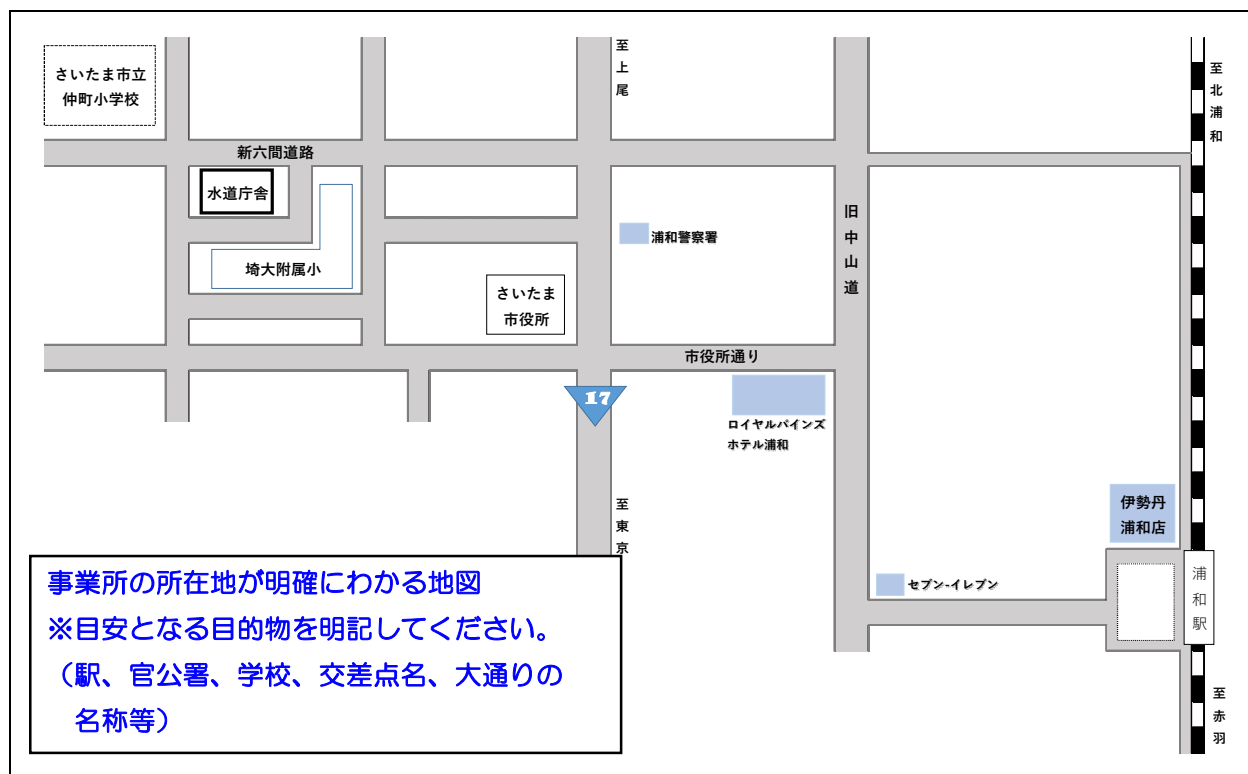 至上尾
至北浦和
さいたま市立
仲町小学校
新六間道路
水道庁舎
旧中山道
浦和警察署
埼大附属小
さいたま
市役所
市役所通り
17
ロイヤルパインズ
ホテル浦和
至東京
伊勢丹
浦和店
浦和駅
セブン-イレブン
事業所の所在地が明確にわかる地図
※目安となる目的物を明記してください。
（駅、官公署、学校、交差点名、大通りの
名称等）
至赤羽